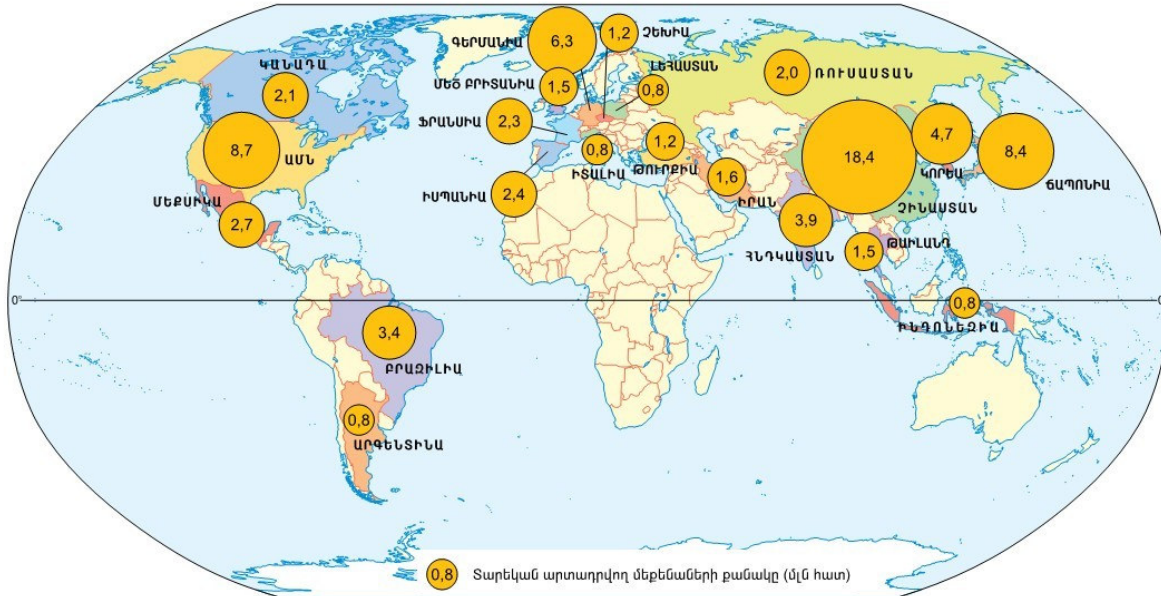 ԳԵՐՄԱՆԻԱ
6,3
1,2
ՉԵԽԻԱ
ԿԱՆԱԴԱ
2,1
ՄԵԾ ԲՐԻՏԱՆԻԱ
1,5
ԼԵՀԱՍՏԱՆ
0,8
2,0
ՌՈՒՍԱՍՏԱՆ
ՖՐԱՆՍԻԱ
2,3
8,7
ԱՄՆ
0,8
ԻՏԱԼԻԱ
1,2
ԹՈՒՐՔԻԱ
18,4
4,7
ԿՈՐԵԱ
8,4
ՃԱՊՈՆԻԱ
ԻՍՊԱՆԻԱ
2,4
1,6
ԻՐԱՆ
ՉԻՆԱՍՏԱՆ
ՄԵՔՍԻԿԱ
2,7
3,9
ՀՆԴԿԱՍՏԱՆ
1,5
ԹԱԻԼԱՆԴ
0°
0,8
ԻՆԴՈՆԵԶԻԱ
3,4
ԲՐԱԶԻԼԻԱ
0,8
ԱՐԳԵՆՏԻՆԱ
0,8 Տարեկան արտադրվող մեքենաների քանակը (մլն հատ)